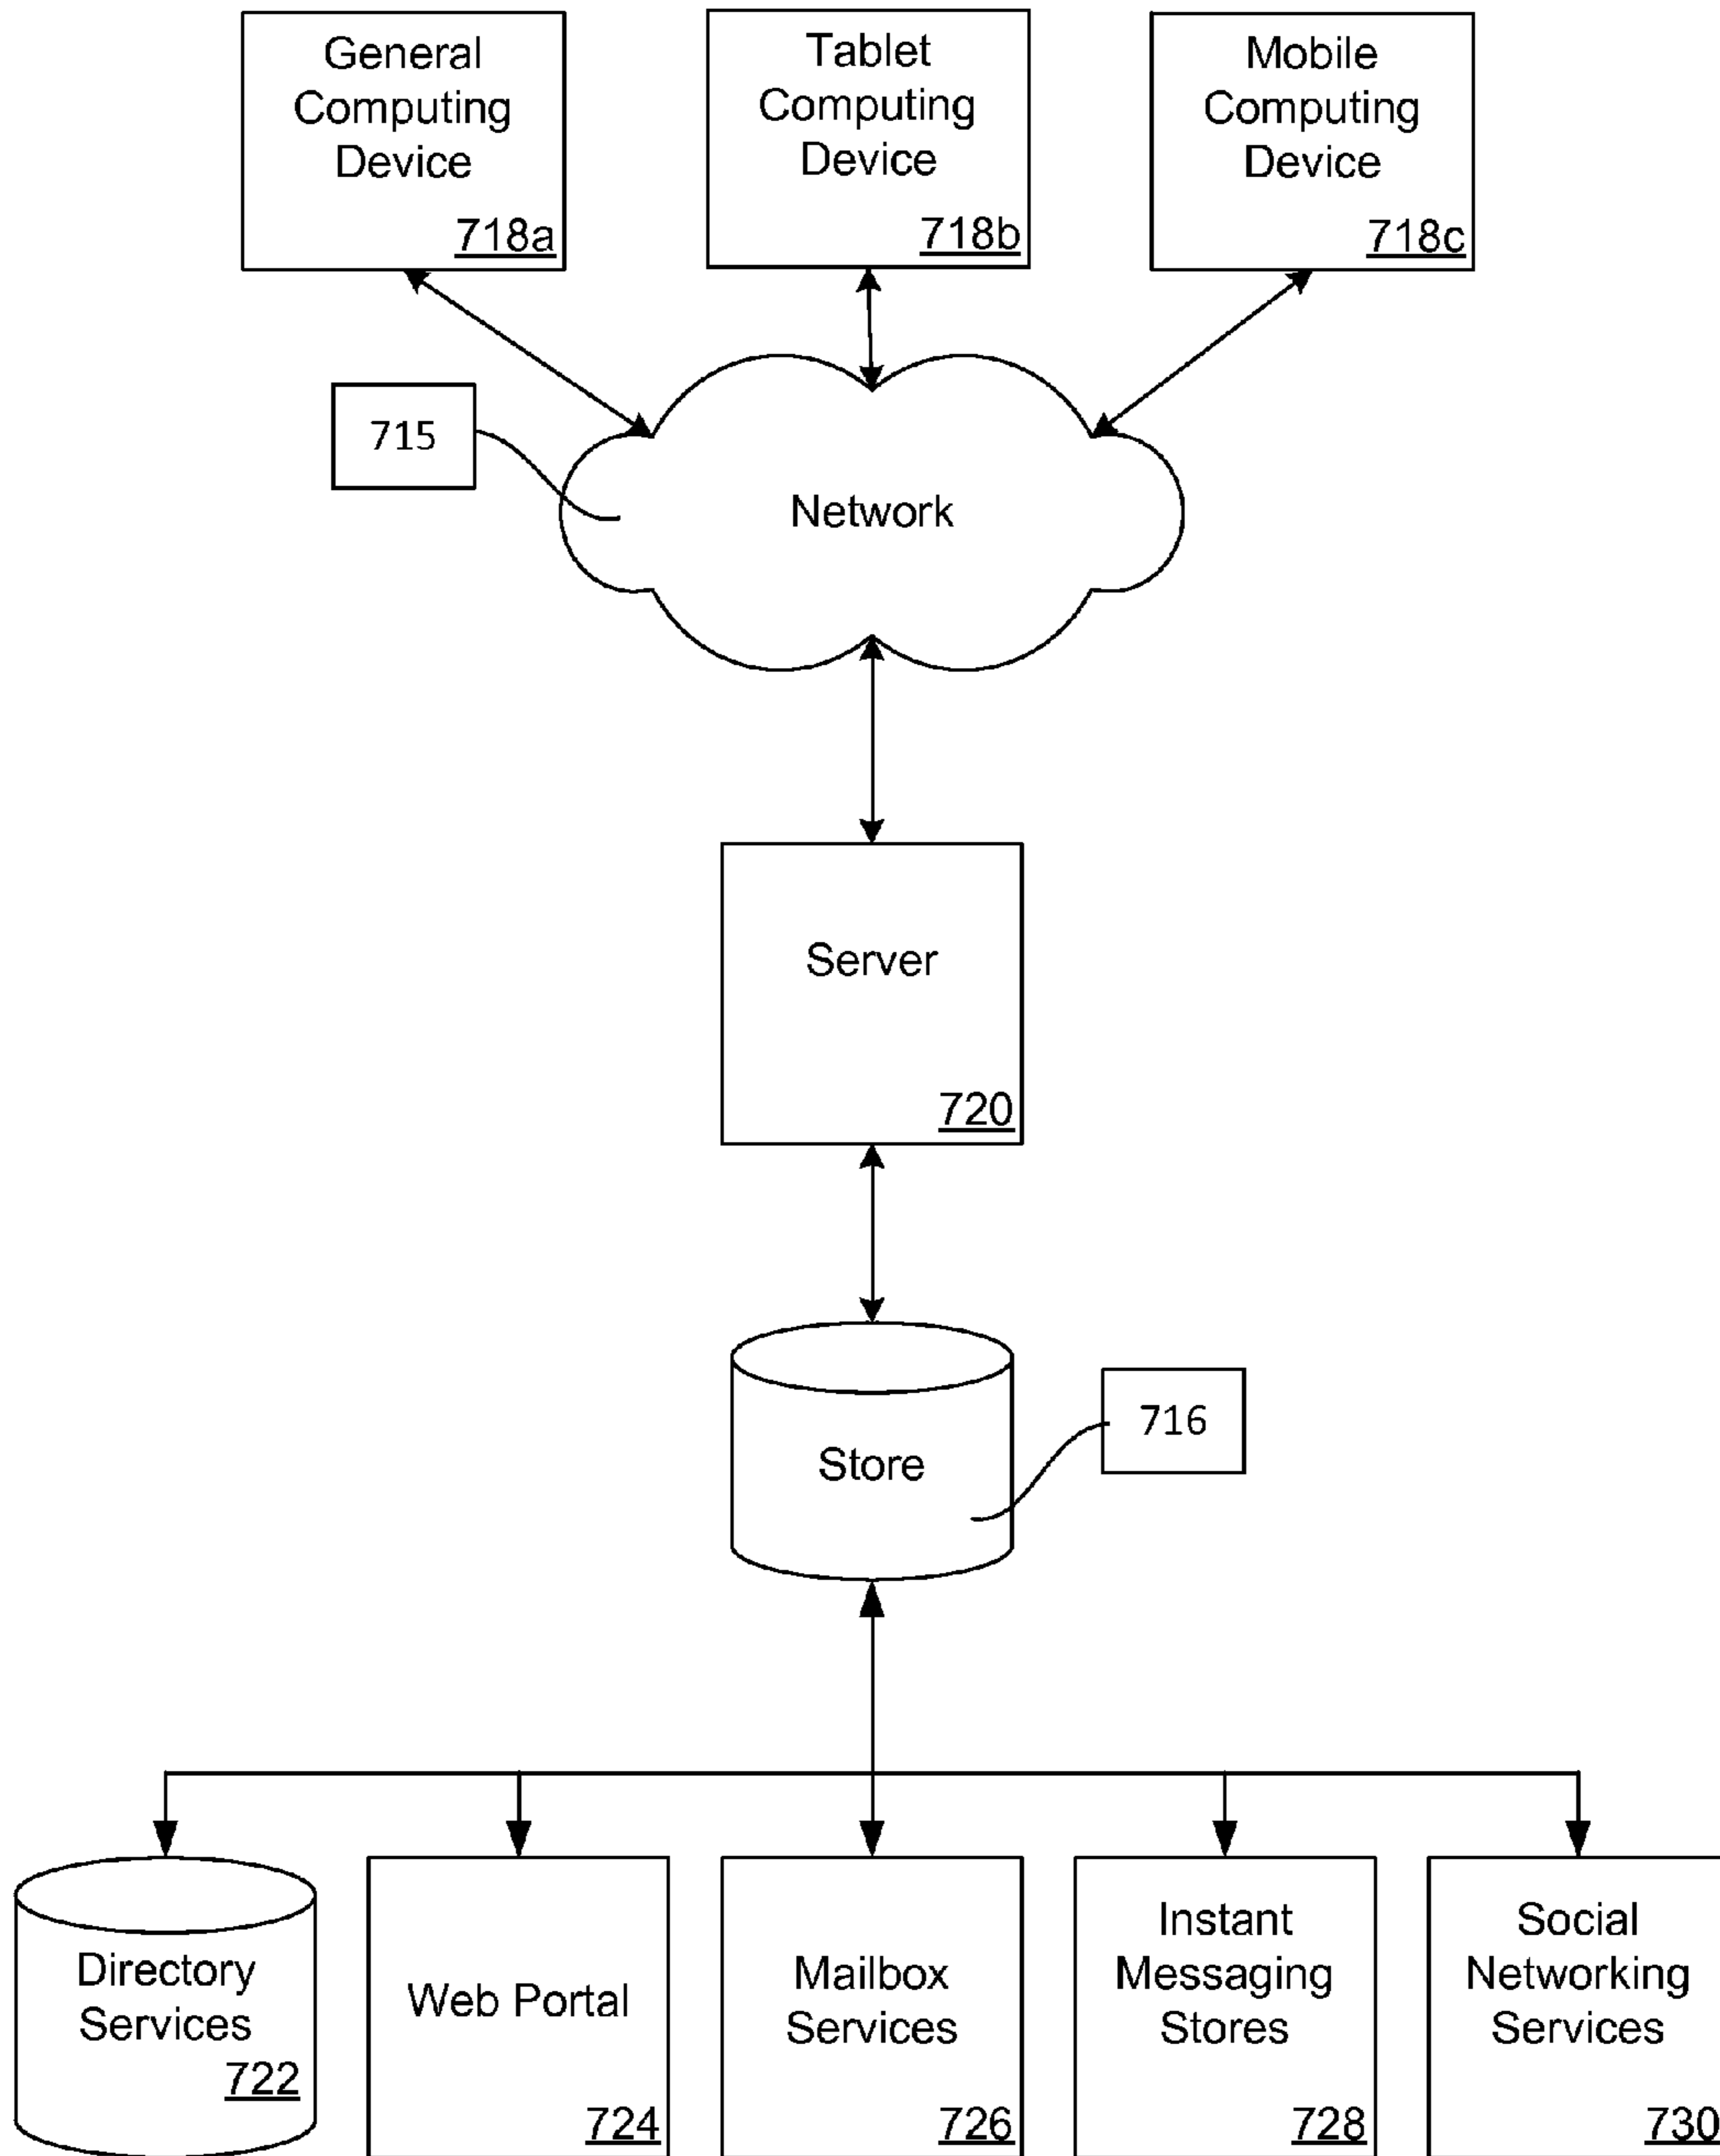 General
Computing
Device
718a
Tablet
Computing
Device
718b
Mobile
Computing
Device
718c
715
Network
Server
720
Store
716
Directory
Services
722
Web Portal
724
Mailbox
Services
726
Instant
Messaging
Stores
728
Social
Networking
Services
730